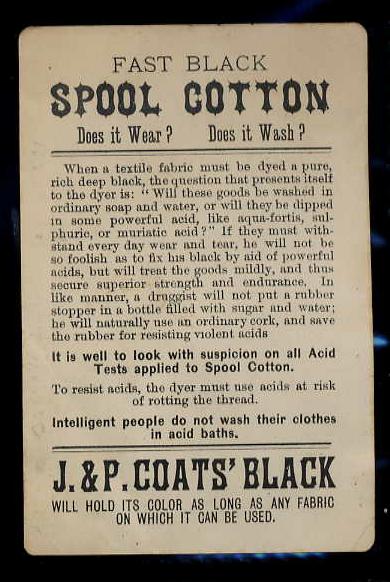 FAST BLACK
SPOOL COTTON
Does it Wear? Does it Wash?
When a textile fabric must be dyed a pure,
rich deep black, the question that presents itself
to the dyer is: "Will these goods be washed in
ordinary soap and water, or will they be dipped
in some powerful acid, like aqua-fortis, sul-
phuric, or muriatic acid?" If they must with-
stand every day wear and tear, he will not be
so foolish as to fix his black by aid of powerful
acids, but will treat the goods mildly, and thus
secure superior strength and endurance. In
like manner, a druggist will not put a rubber
stopper in a bottle filled with sugar and water;
he will naturally use an ordinary cork, and save
the rubber for resisting violent acids
It is well to look with suspicion on all Acid
Tests applied to Spool Cotton.
To resist acids, the dyer must use acids at risk
of rotting the thread.
Intelligent people do not wash their clothes
in acid baths.
J. & P. COATS' BLACK
WILL HOLD ITS COLOR AS LONG AS ANY FABRIC
ON WHICH IT CAN BE USED.